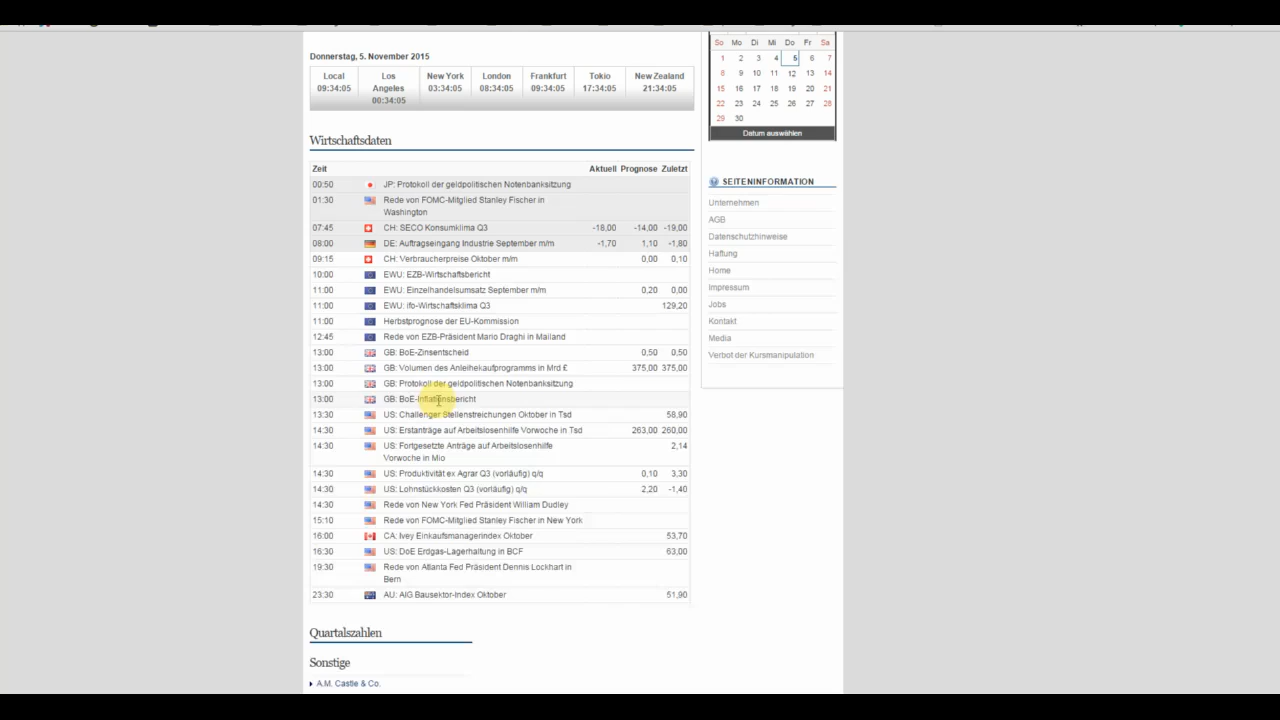 Donnerstag, 5. November 2015
Local Los Angeles New York London Frankfurt Tokio New Zealand
09:34:05 00:34:05 03:34:05 08:34:05 09:34:05 17:34:05 21:34:05
Wirtschaftsdaten
Zeit Aktuell Prognose Zuletzt
00:50 JP: Protokoll der geldpolitischen Notenbanksitzung
01:30 Rede von FOMC-Mitglied Stanley Fischer in
Washington
07:45 CH: SECO Konsumklima Q3 -18,00 -14,00 -19,00
08:00 DE: Auftragseingang Industrie September m/m -1,70 1,10 -1,80
09:15 CH: Verbraucherpreise Oktober m/m 0,00 0,10
10:00 EWU: EZB-Wirtschaftsbericht
11:00 EWU: Einzelhandelsumsatz September m/m 0,20 0,00
11:00 EWU: ifo-Wirtschaftsklima Q3 129,20
11:00 Herbstprognose der EU-Kommission
12:45 Rede von EZB-Präsident Mario Draghi in Mailand
13:00 GB: BoE-Zinsentscheid 0,50 0,50
13:00 GB: Volumen des Anleihekaufprogramms in Mrd £ 375,00 375,00
13:00 GB: Protokoll der geldpolitischen Notenbanksitzung
13:00 GB: BoE-Inflationsbericht
13:30 US: Challenger Stellenstreichungen Oktober in Tsd 58,90
14:30 US: Erstanträge auf Arbeitslosenhilfe Vorwoche in Tsd 263,00 260,00
14:30 US: Fortgesetzte Anträge auf Arbeitslosenhilfe 2,14
Vorwoche in Mio
14:30 US: Produktivität ex Agrar Q3 (vorläufig) q/q 0,10 3,30
14:30 US: Lohnstückkosten Q3 (vorläufig) q/q 2,20 -1,40
14:30 Rede von New York Fed Präsident William Dudley
15:10 Rede von FOMC-Mitglied Stanley Fischer in New York
16:00 CA: Ivey Einkaufsmanagerindex Oktober 53,70
16:30 US: DoE Erdgas-Lagerhaltung in BCF 63,00
19:30 Rede von Atlanta Fed Präsident Dennis Lockhart in
Bern
23:30 AU: AIG Bausektor-Index Oktober 51,90
Quartalszahlen
Sonstige
A.M. Castle & Co.
So Mo Di Mi Do Fr Sa
1 2 3 4 5 6 7
8 9 10 11 12 13 14
15 16 17 18 19 20 21
22 23 24 25 26 27 28
29 30
Datum auswählen
SEITENINFORMATION
Unternehmen
AGB
Datenschutzhinweise
Haftung
Home
Impressum
Jobs
Kontakt
Media
Verbot der Kursmanipulation